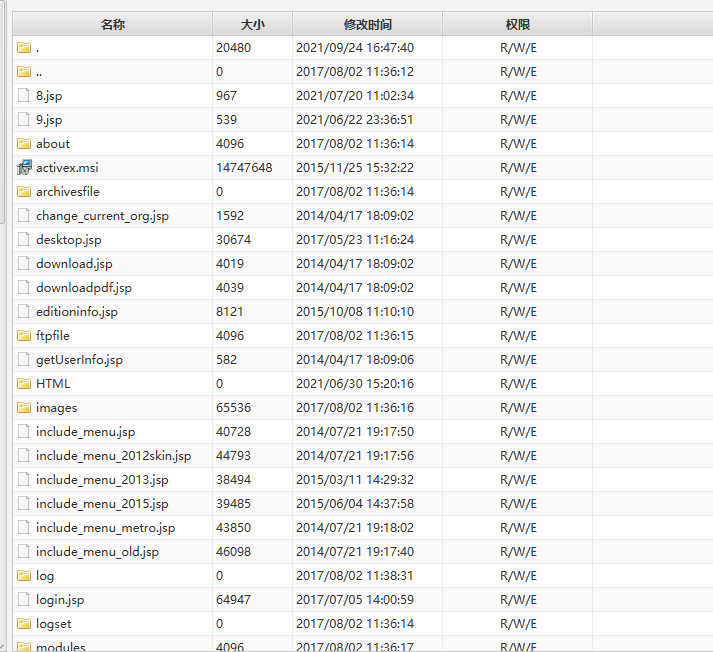 名称 大小 修改时间 权限
. 20480 2021/09/24 16:47:40 R/W/E
.. 0 2017/08/02 11:36:12 R/W/E
8.jsp 967 2021/07/20 11:02:34 R/W/E
9.jsp 539 2021/06/22 23:36:51 R/W/E
about 4096 2017/08/02 11:36:14 R/W/E
activex.msi 14747648 2015/11/25 15:32:22 R/W/E
archivesfile 0 2017/08/02 11:36:14 R/W/E
change_current_org.jsp 1592 2014/04/17 18:09:02 R/W/E
desktop.jsp 30674 2017/05/23 11:16:24 R/W/E
download.jsp 4019 2014/04/17 18:09:02 R/W/E
downloadpdf.jsp 4039 2014/04/17 18:09:02 R/W/E
editioninfo.jsp 8121 2015/10/08 11:10:10 R/W/E
ftpfile 4096 2017/08/02 11:36:15 R/W/E
getUserInfo.jsp 582 2014/04/17 18:09:06 R/W/E
HTML 0 2021/06/30 15:20:16 R/W/E
images 65536 2017/08/02 11:36:16 R/W/E
include_menu.jsp 40728 2014/07/21 19:17:50 R/W/E
include_menu_2012skin.jsp 44793 2014/07/21 19:17:56 R/W/E
include_menu_2013.jsp 38494 2015/03/11 14:29:32 R/W/E
include_menu_2015.jsp 39485 2015/06/04 14:37:58 R/W/E
include_menu_metro.jsp 43850 2014/07/21 19:18:02 R/W/E
include_menu_old.jsp 46098 2014/07/21 19:17:40 R/W/E
log 0 2017/08/02 11:38:31 R/W/E
login.jsp 64947 2017/07/05 14:00:59 R/W/E
logset 0 2017/08/02 11:36:14 R/W/E
modules 4096 2017/08/02 11:36:17 R/W/E